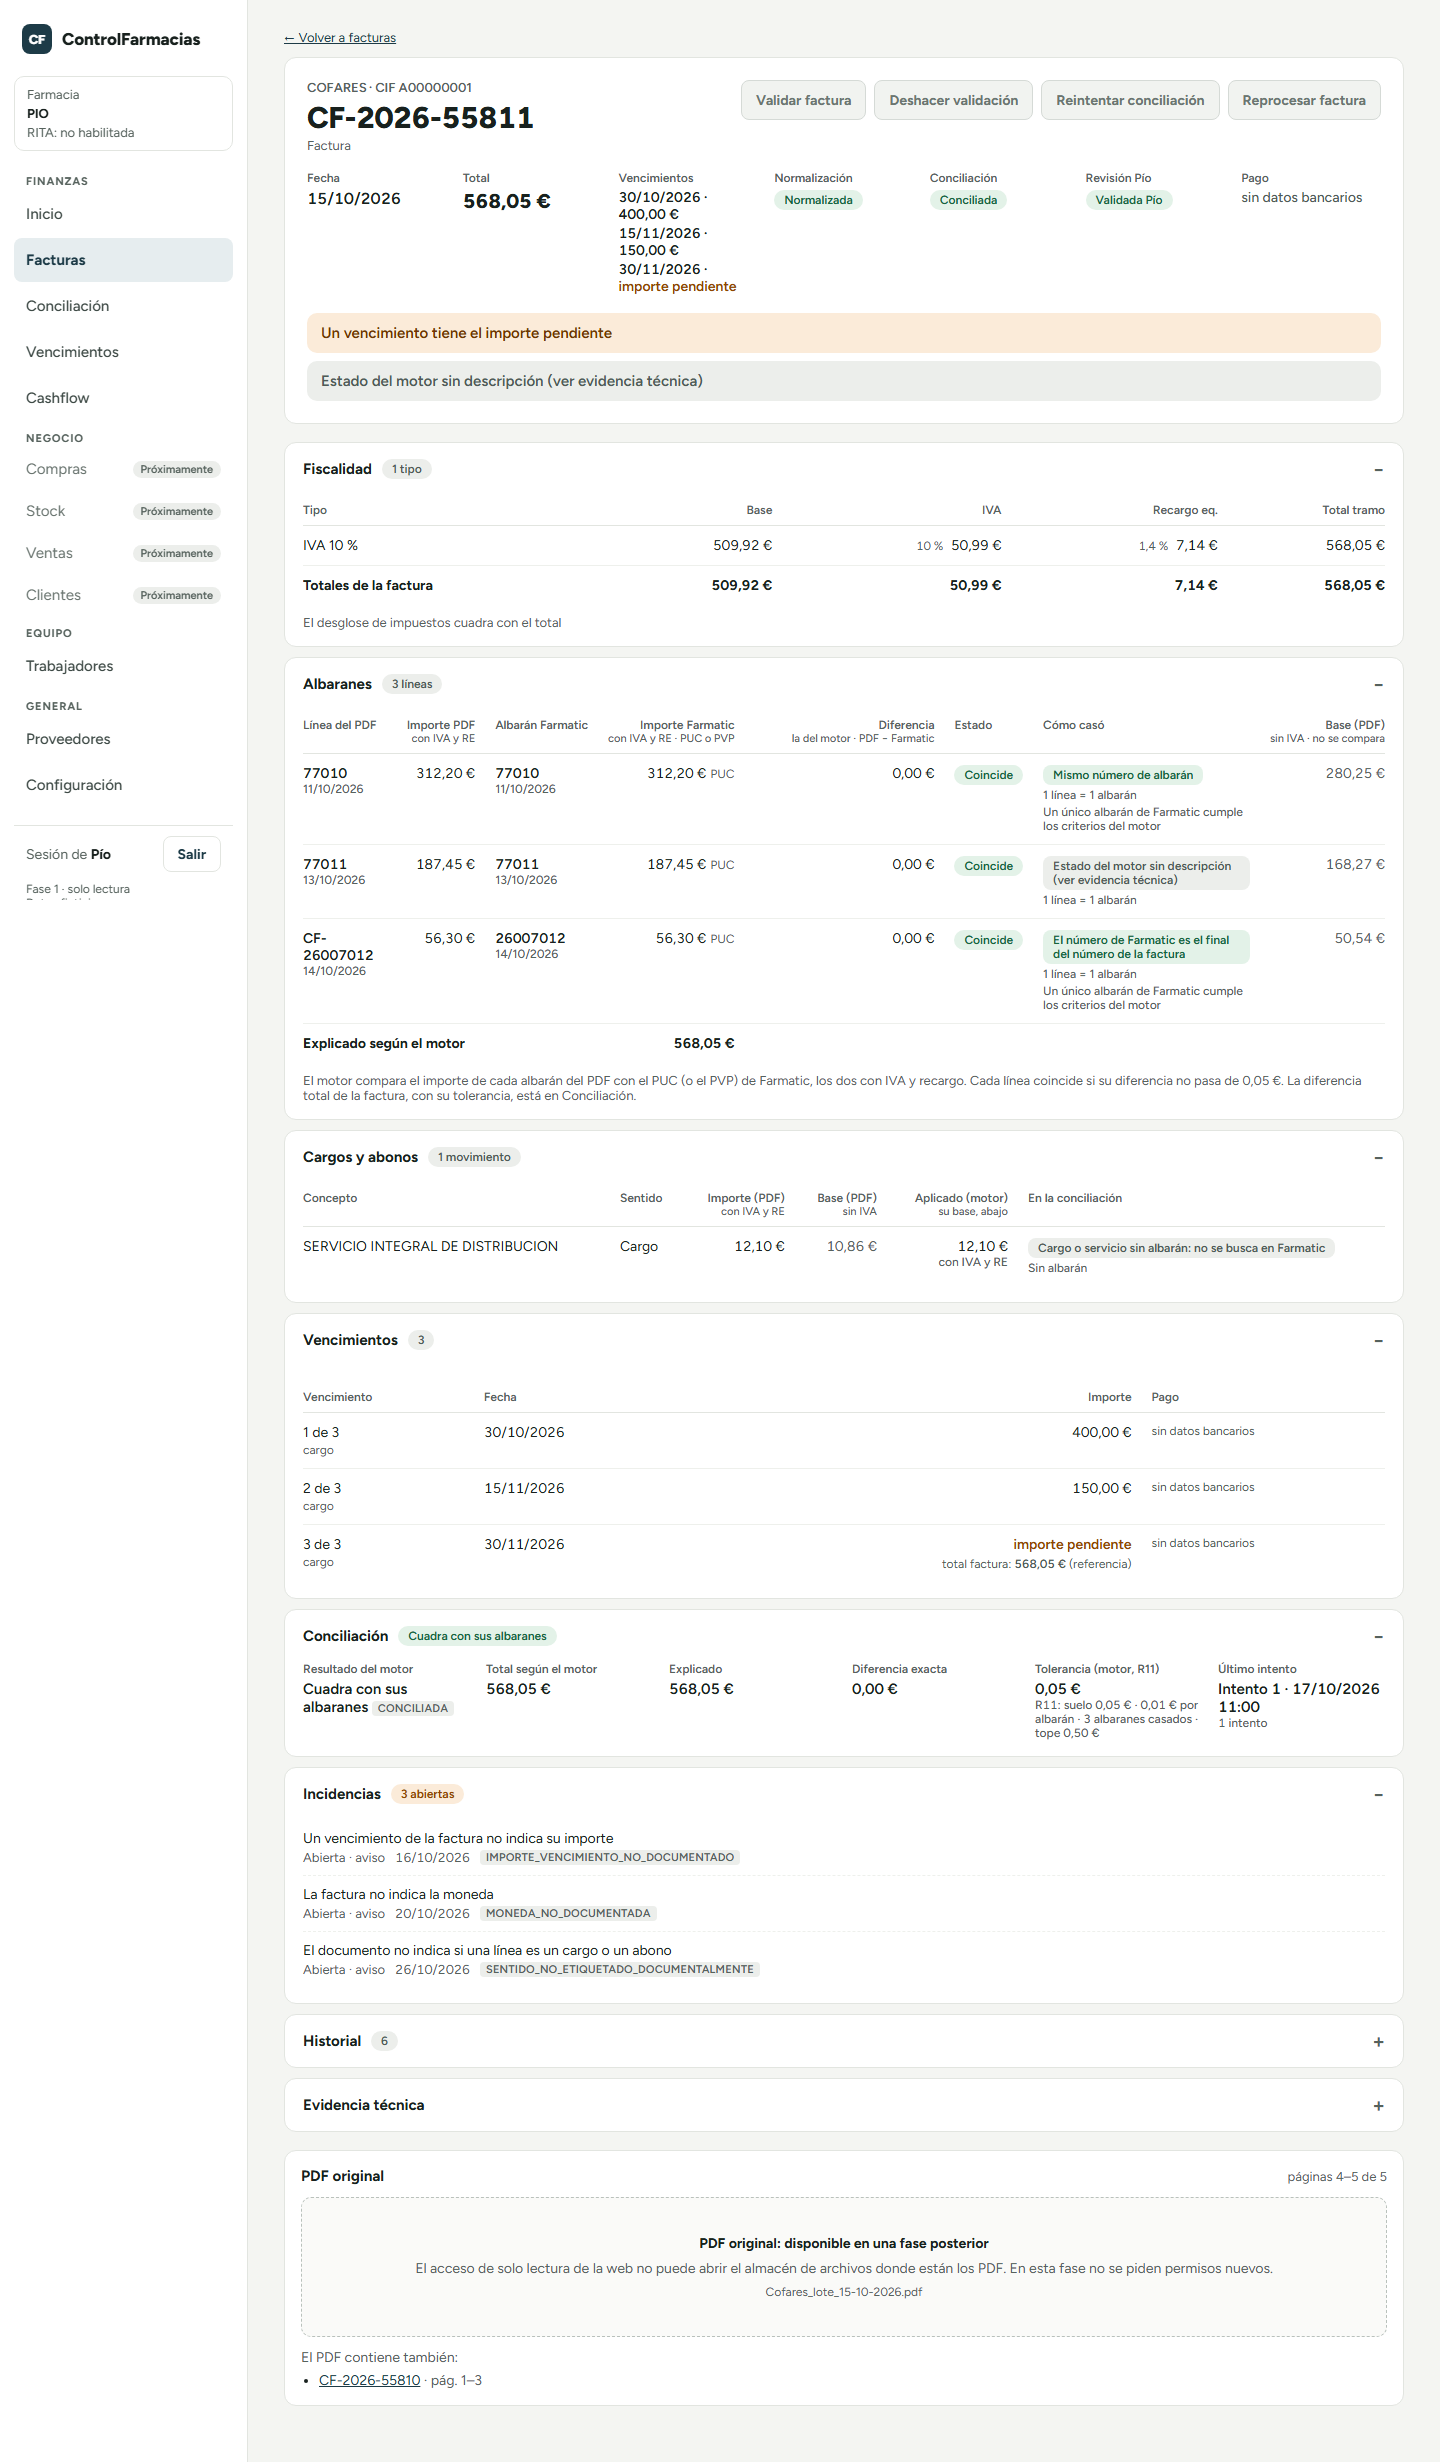 CF ControlFarmacias
Farmacia
PIO
RITA: no habilitada
FINANZAS
Inicio
Facturas
Conciliación
Vencimientos
Cashflow
NEGOCIO
Compras Próximamente
Stock Próximamente
Ventas Próximamente
Clientes Próximamente
EQUIPO
Trabajadores
GENERAL
Proveedores
Configuración
Sesión de Pío Salir
Fase 1 · solo lectura
← Volver a facturas
COFARES · CIF A00000001
CF-2026-55811
Factura
Validar factura Deshacer validación Reintentar conciliación Reprocesar factura
Fecha Total Vencimientos Normalización Conciliación Revisión Pío Pago
15/10/2026 568,05 € 30/10/2026 · Normalizada Conciliada Validada Pío sin datos bancarios
400,00 €
15/11/2026 ·
150,00 €
30/11/2026 ·
importe pendiente
Un vencimiento tiene el importe pendiente
Estado del motor sin descripción (ver evidencia técnica)
Fiscalidad 1 tipo –
Tipo Base IVA Recargo eq. Total tramo
IVA 10 % 509,92 € 10 % 50,99 € 1,4 % 7,14 € 568,05 €
Totales de la factura 509,92 € 50,99 € 7,14 € 568,05 €
El desglose de impuestos cuadra con el total
Albaranes 3 líneas –
Línea del PDF Importe PDF Albarán Farmatic Importe Farmatic Diferencia Estado Cómo casó Base (PDF)
con IVA y RE con IVA y RE · PUC o PVP la del motor · PDF − Farmatic sin IVA · no se compara
77010 312,20 € 77010 312,20 € PUC 0,00 € Coincide Mismo número de albarán 280,25 €
11/10/2026 11/10/2026 1 línea = 1 albarán
Un único albarán de Farmatic cumple
los criterios del motor
77011 187,45 € 77011 187,45 € PUC 0,00 € Coincide Estado del motor sin descripción 168,27 €
13/10/2026 13/10/2026 (ver evidencia técnica)
1 línea = 1 albarán
CF- 56,30 € 26007012 56,30 € PUC 0,00 € Coincide El número de Farmatic es el final 50,54 €
26007012 14/10/2026 del número de la factura
14/10/2026 1 línea = 1 albarán
Un único albarán de Farmatic cumple
los criterios del motor
Explicado según el motor 568,05 €
El motor compara el importe de cada albarán del PDF con el PUC (o el PVP) de Farmatic, los dos con IVA y recargo. Cada línea coincide si su diferencia no pasa de 0,05 €. La diferencia
total de la factura, con su tolerancia, está en Conciliación.
Cargos y abonos 1 movimiento –
Concepto Sentido Importe (PDF) Base (PDF) Aplicado (motor) En la conciliación
con IVA y RE sin IVA su base, abajo
SERVICIO INTEGRAL DE DISTRIBUCION Cargo 12,10 € 10,86 € 12,10 € Cargo o servicio sin albarán: no se busca en Farmatic
con IVA y RE Sin albarán
Vencimientos 3 –
Vencimiento Fecha Importe Pago
1 de 3 30/10/2026 400,00 € sin datos bancarios
cargo
2 de 3 15/11/2026 150,00 € sin datos bancarios
cargo
3 de 3 30/11/2026 importe pendiente sin datos bancarios
cargo total factura: 568,05 € (referencia)
Conciliación Cuadra con sus albaranes –
Resultado del motor Total según el motor Explicado Diferencia exacta Tolerancia (motor, R11) Último intento
Cuadra con sus 568,05 € 568,05 € 0,00 € 0,05 € Intento 1 · 17/10/2026
albaranes CONCILIADA R11: suelo 0,05 € · 0,01 € por 11:00
albarán · 3 albaranes casados · 1 intento
tope 0,50 €
Incidencias 3 abiertas –
Un vencimiento de la factura no indica su importe
Abierta · aviso 16/10/2026 IMPORTE_VENCIMIENTO_NO_DOCUMENTADO
La factura no indica la moneda
Abierta · aviso 20/10/2026 MONEDA_NO_DOCUMENTADA
El documento no indica si una línea es un cargo o un abono
Abierta · aviso 26/10/2026 SENTIDO_NO_ETIQUETADO_DOCUMENTALMENTE
Historial 6 +
Evidencia técnica +
PDF original páginas 4–5 de 5
PDF original: disponible en una fase posterior
El acceso de solo lectura de la web no puede abrir el almacén de archivos donde están los PDF. En esta fase no se piden permisos nuevos.
Cofares_lote_15-10-2026.pdf
El PDF contiene también:
• CF-2026-55810 · pág. 1–3